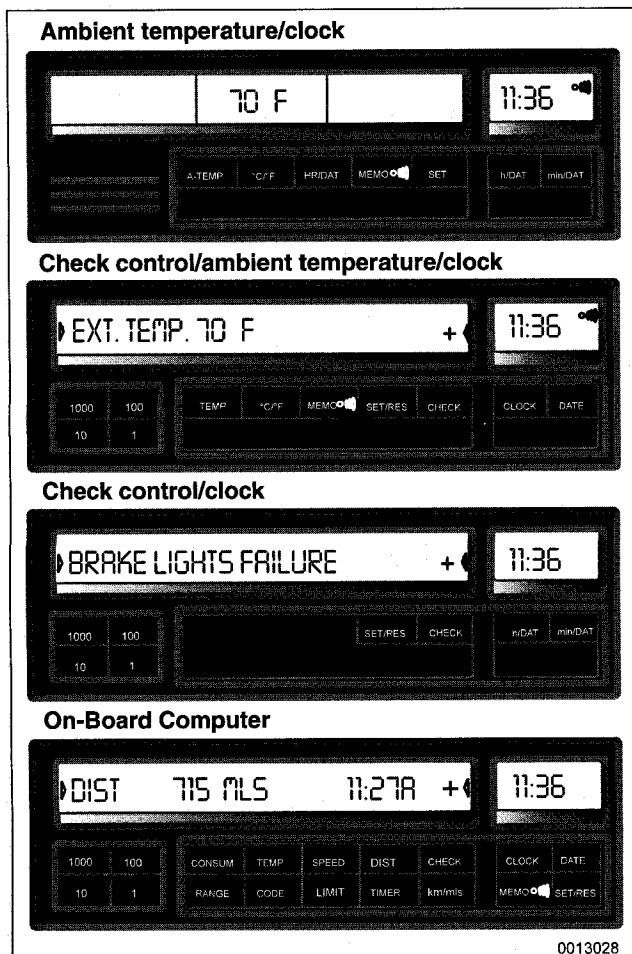 Ambient temperature/clock
70 F 11:36
A-TEMP °C/°F HR/DAT MEMO SET h/DAT min/DAT
Check control/ambient temperature/clock
EXT. TEMP. 70 F + 11:36
1000 100 TEMP °C/°F MEMO SET/RES CHECK CLOCK DATE
10 1
Check control/clock
BRAKE LIGHTS FAILURE + 11:36
1000 100 SET/RES CHECK h/DAT min/DAT
10 1
On-Board Computer
DIST 715 MLS 11:27A + 11:36
1000 100 CONSUM TEMP SPEED DIST CHECK CLOCK DATE
10 1 RANGE CODE LIMIT TIMER km/mls MEMO SET/RES
0013028